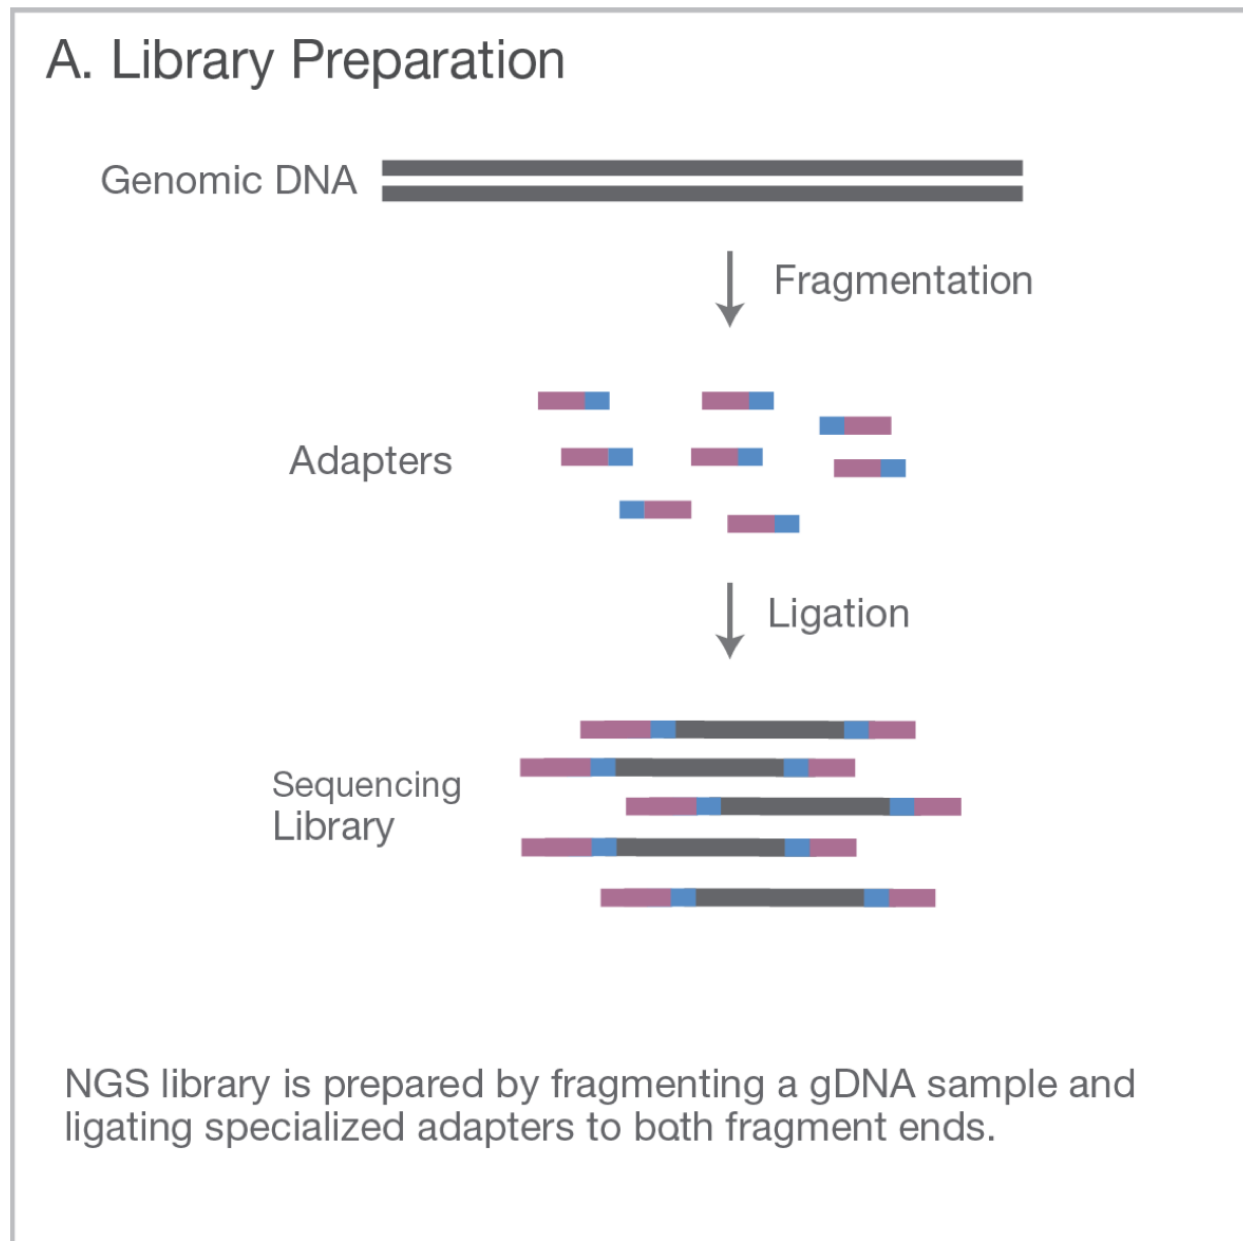 A. Library Preparation
Genomic DNA
Fragmentation
Adapters
Ligation
Sequencing
Library
NGS library is prepared by fragmenting a gDNA sample and
ligating specialized adapters to both fragment ends.